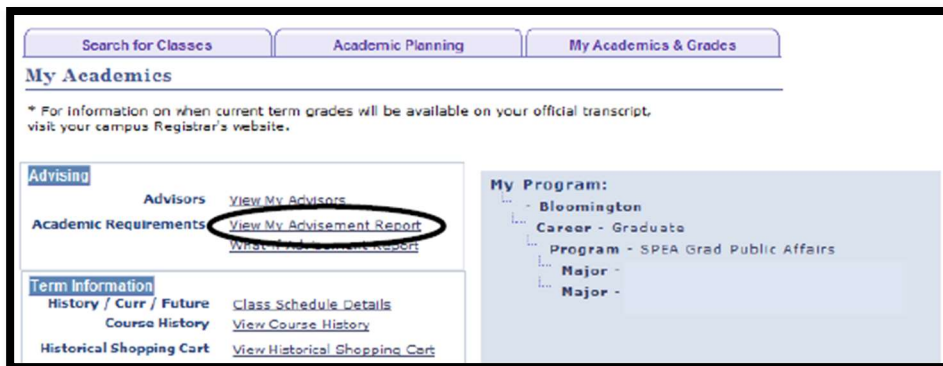 Search for Classes
Academic Planning
My Academics & Grades
My Academics
* For information on when current term grades will be available on your official transcript,
visit your campus Registrar's website.
Advising
Advisors View My Advisors
Academic Requirements View My Advisement Report
What-if Advisement Report
Term Information
History / Curr / Future Class Schedule Details
Course History View Course History
Historical Shopping Cart View Historical Shopping Cart
My Program:
- Bloomington
Career - Graduate
Program - SPEA Grad Public Affairs
Major -
Major -